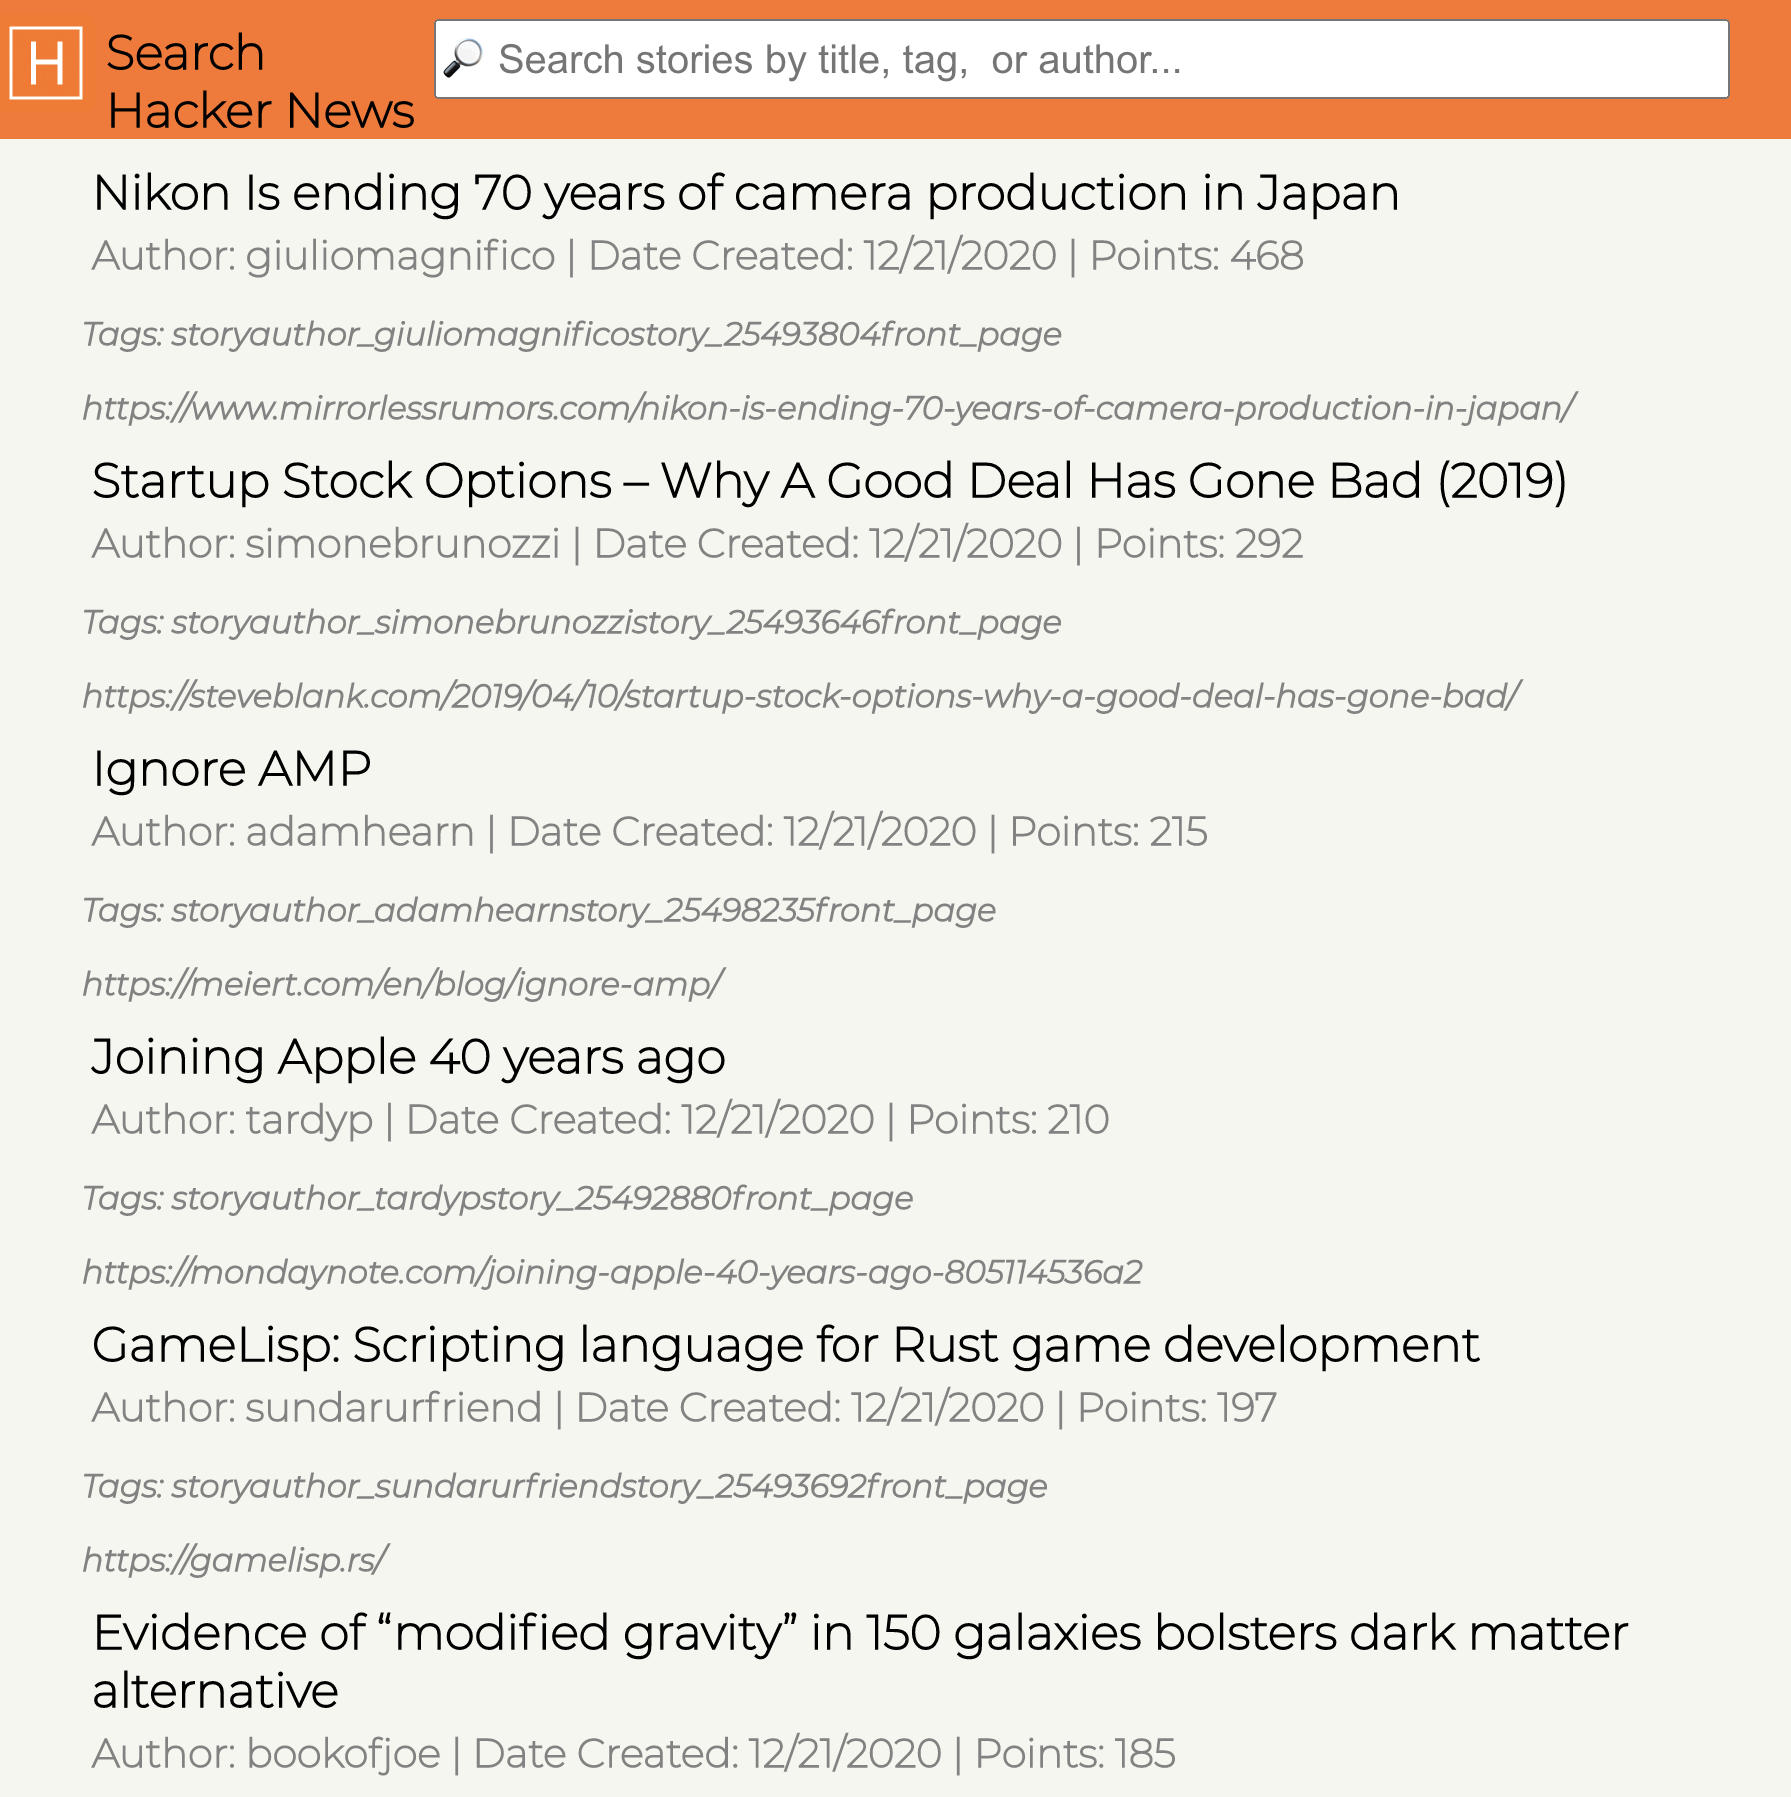 H
Search
Hacker News
Search stories by title, tag,  or author...
Nikon Is ending 70 years of camera production in Japan
Author: giuliomagnifico | Date Created: 12/21/2020 | Points: 468
Tags: storyauthor_giuliomagnificostory_25493804front_page
https://www.mirrorlessrumors.com/nikon-is-ending-70-years-of-camera-production-in-japan/
Startup Stock Options – Why A Good Deal Has Gone Bad (2019)
Author: simonebrunozzi | Date Created: 12/21/2020 | Points: 292
Tags: storyauthor_simonebrunozzistory_25493646front_page
https://steveblank.com/2019/04/10/startup-stock-options-why-a-good-deal-has-gone-bad/
Ignore AMP
Author: adamhearn | Date Created: 12/21/2020 | Points: 215
Tags: storyauthor_adamhearnstory_25498235front_page
https://meiert.com/en/blog/ignore-amp/
Joining Apple 40 years ago
Author: tardyp | Date Created: 12/21/2020 | Points: 210
Tags: storyauthor_tardypstory_25492880front_page
https://mondaynote.com/joining-apple-40-years-ago-805114536a2
GameLisp: Scripting language for Rust game development
Author: sundarurfriend | Date Created: 12/21/2020 | Points: 197
Tags: storyauthor_sundarurfriendstory_25493692front_page
https://gamelisp.rs/
Evidence of “modified gravity” in 150 galaxies bolsters dark matter
alternative
Author: bookofjoe | Date Created: 12/21/2020 | Points: 185